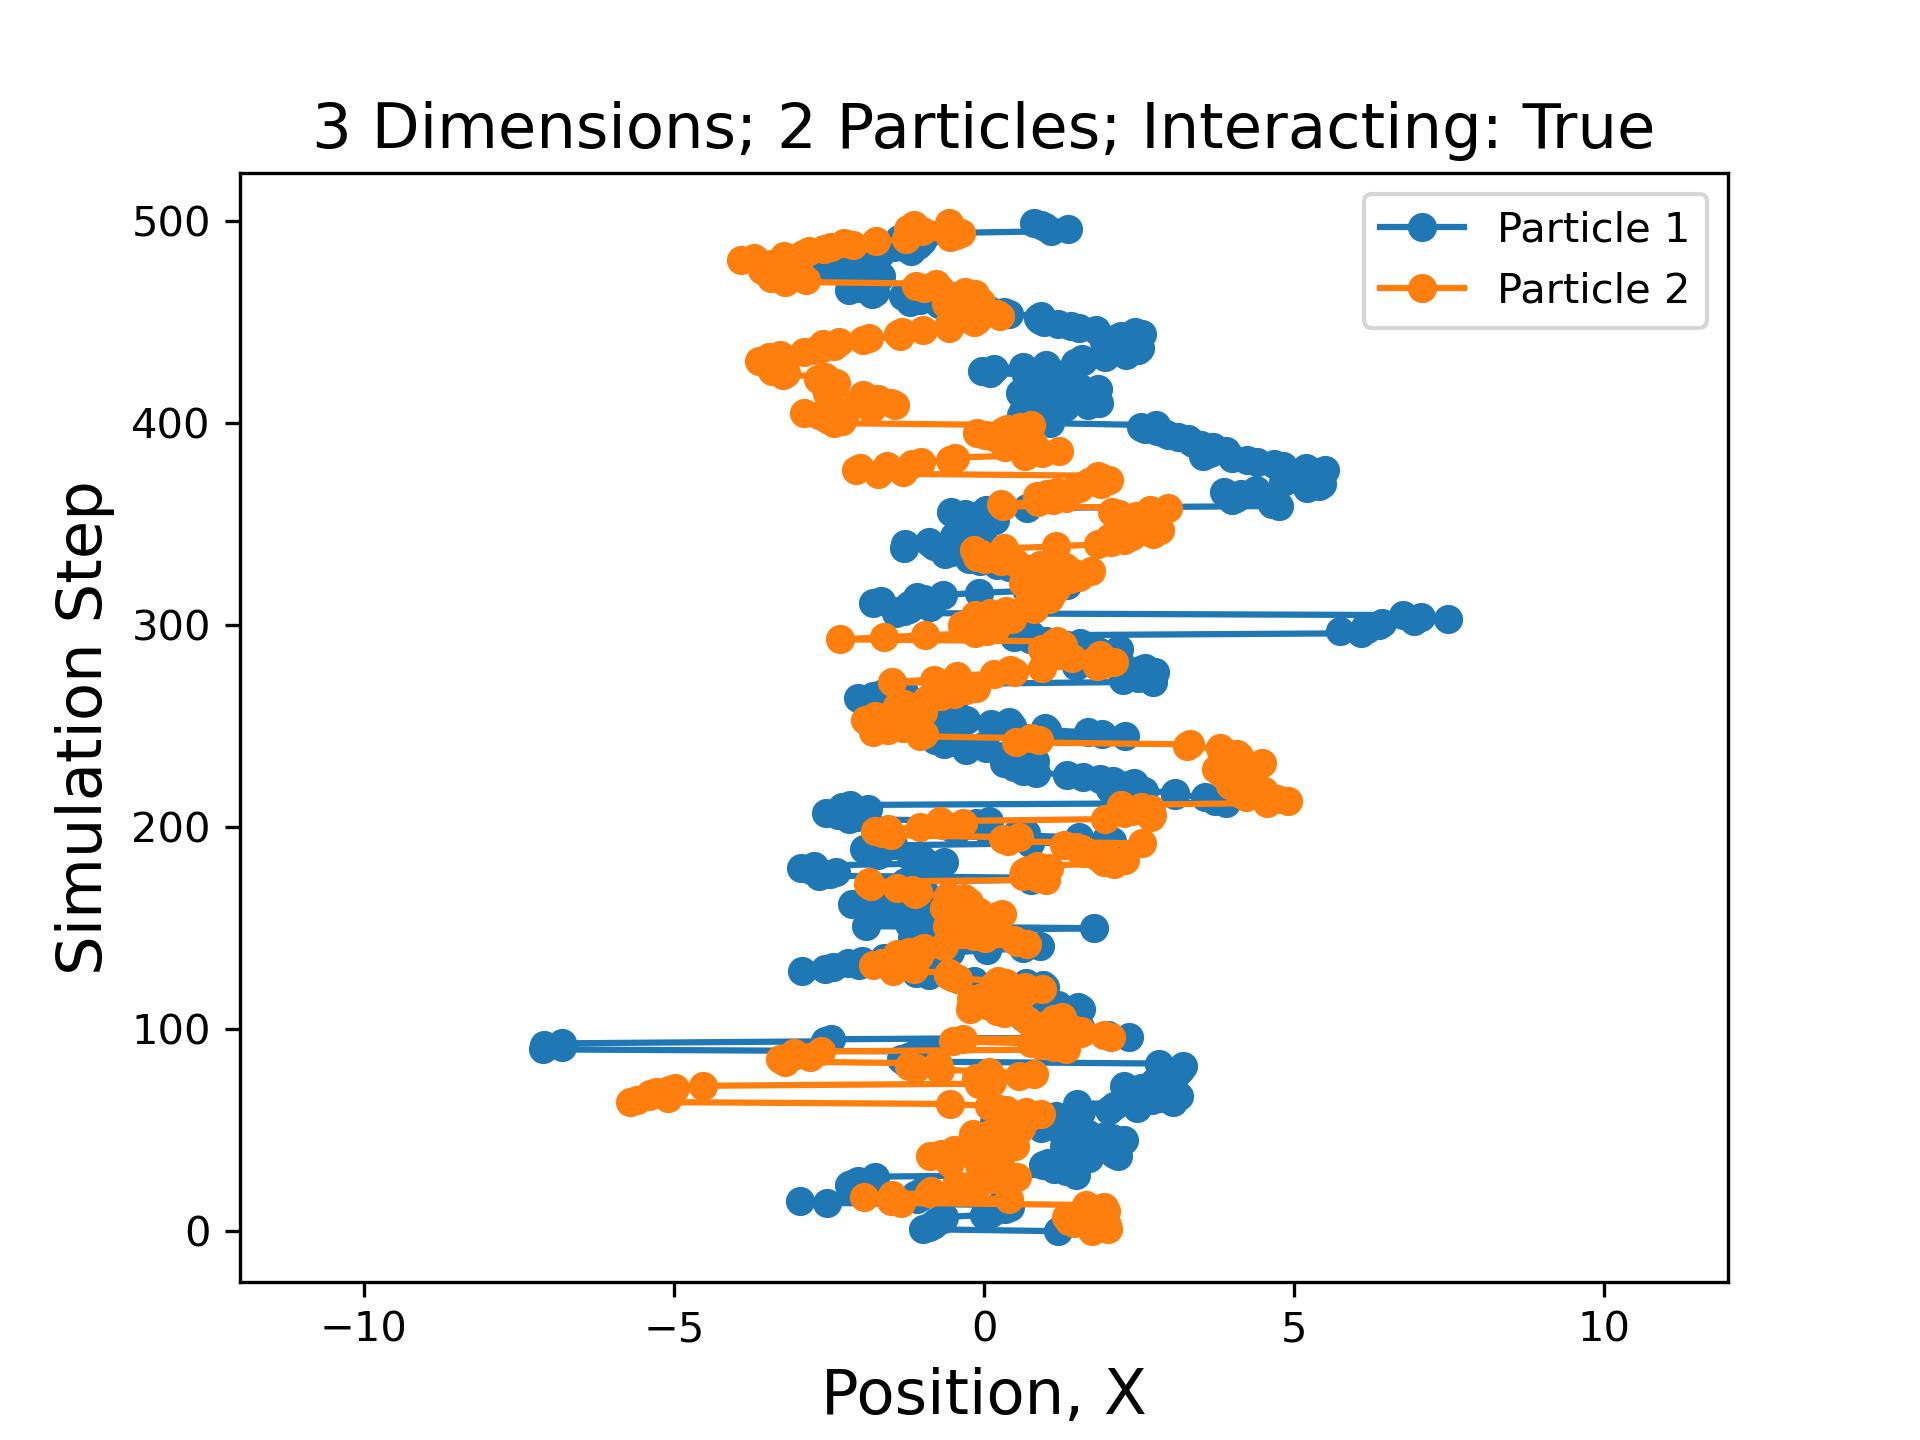 3 Dimensions; 2 Particles; Interacting: True
Particle 1
Particle 2
Simulation Step
500
400
300
200
100
0
−10
−5
0
5
10
Position, X